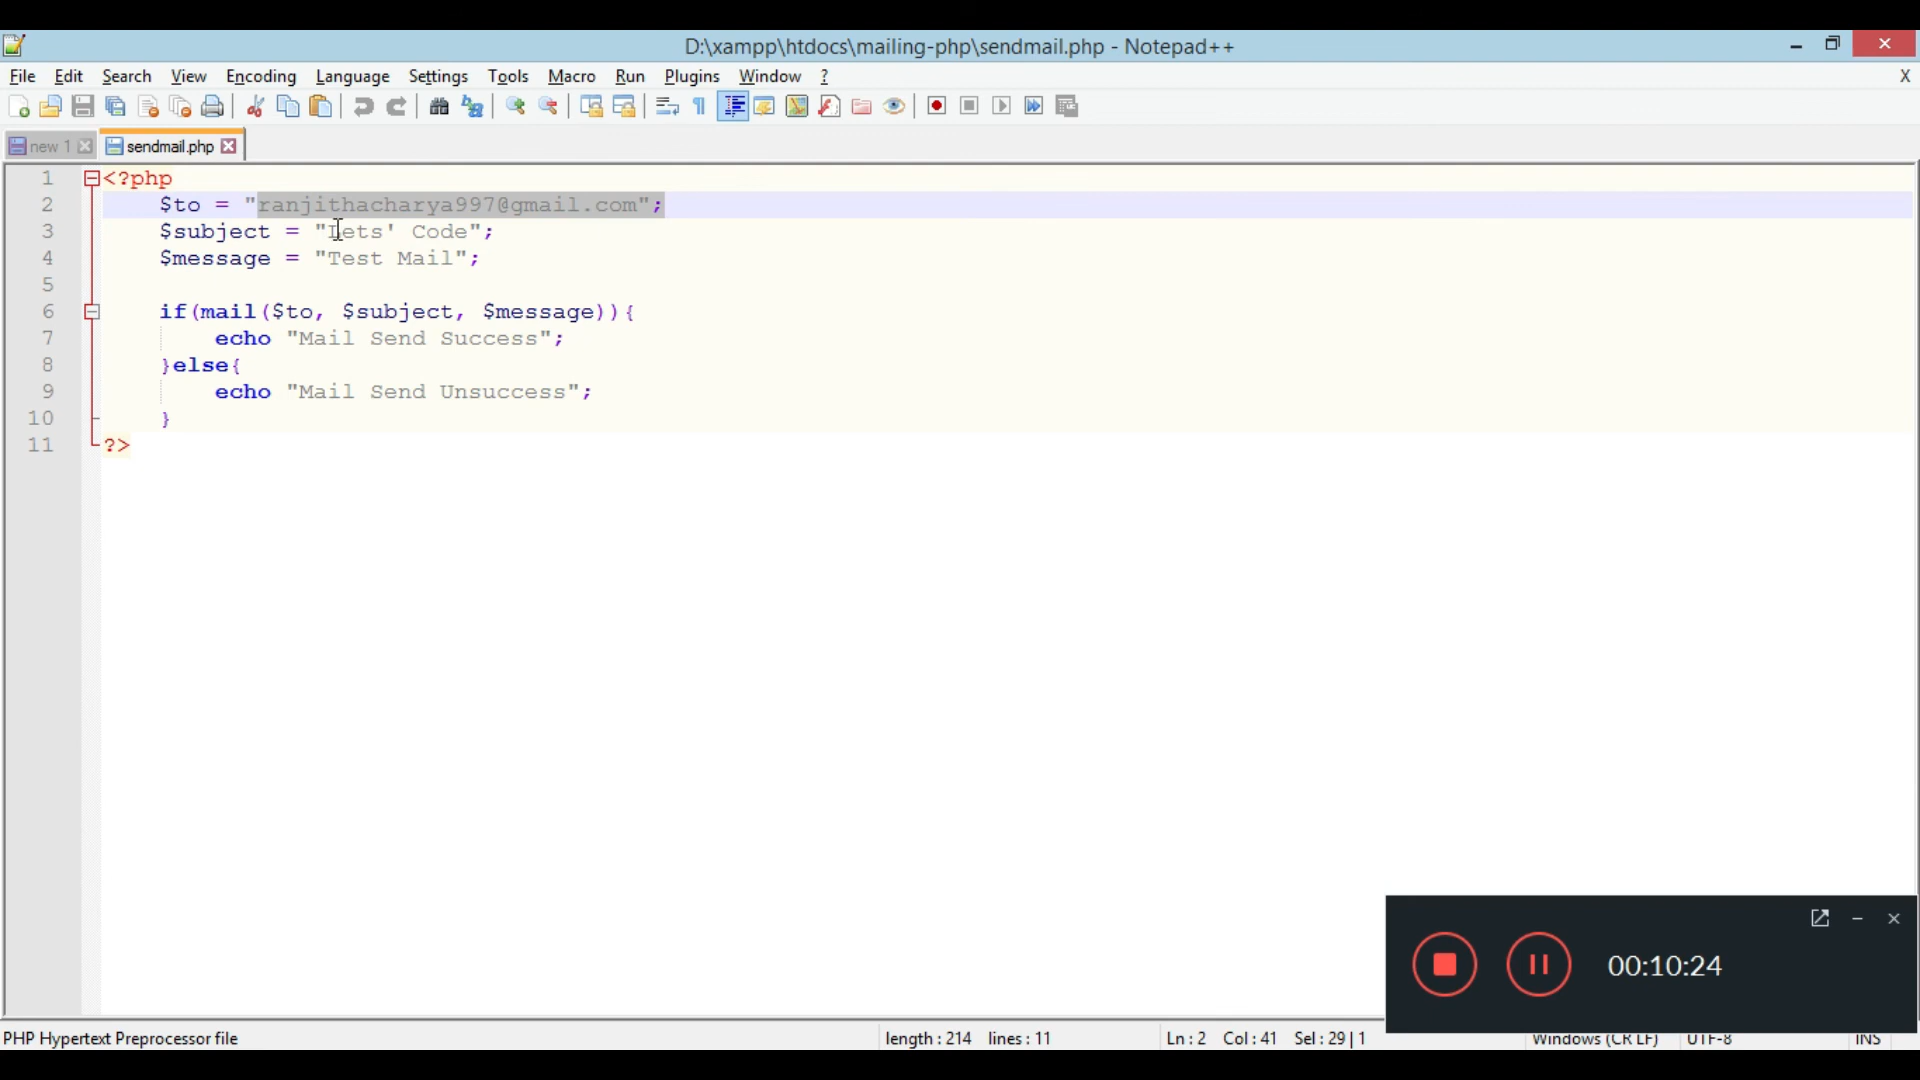 D:\xampp\htdocs\mailing-php\sendmail.php - Notepad++
File Edit Search View Encoding Language Settings Tools Macro Run Plugins Window ? X
new 1 sendmail.php
1 <?php
2 $to = "ranjithacharya997@gmail.com";
3 $subject = "Lets' Code";
4 $message = "Test Mail";
5
6 if(mail($to, $subject, $message)){
7 echo "Mail Send Success";
8 }else{
9 echo "Mail Send Unsuccess";
10 }
11 ?>
00:10:24
PHP Hypertext Preprocessor file length : 214 lines : 11 Ln : 2 Col : 41 Sel : 29 | 1 Windows (CR LF) UTF-8 INS